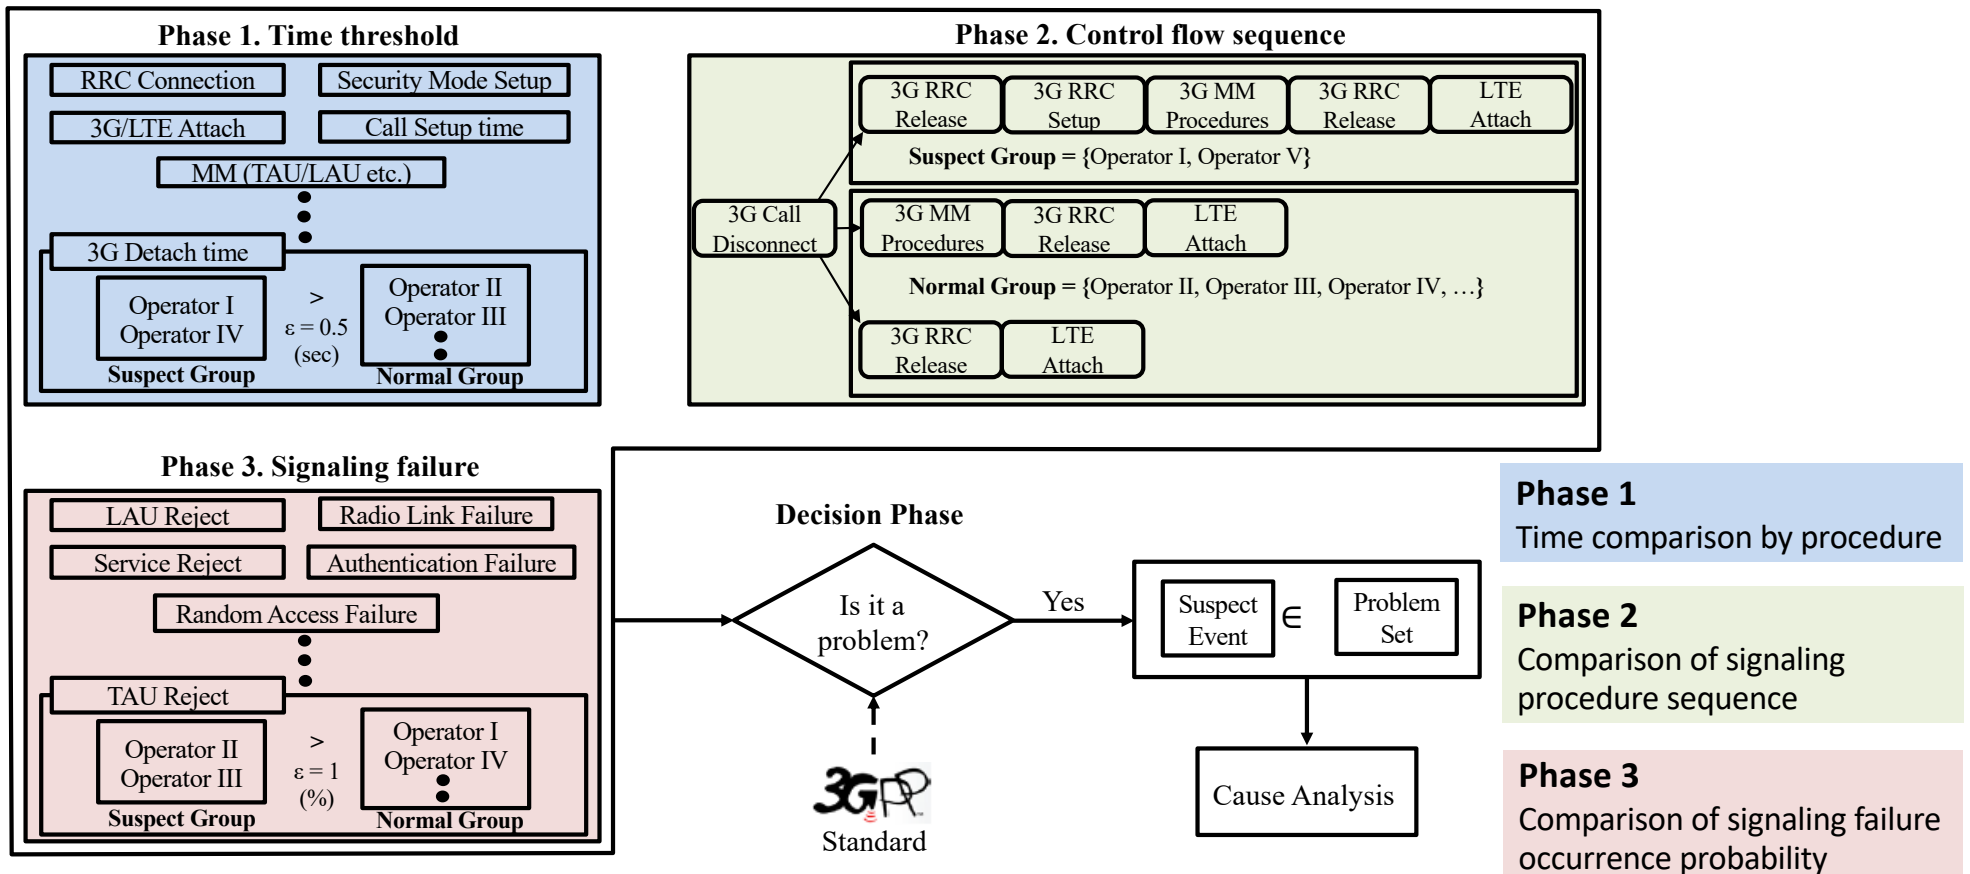 Phase 1. Time threshold
RRC Connection
Security Mode Setup
3G/LTE Attach
Call Setup time
MM (TAU/LAU etc.)
3G Detach time
Operator I
Operator IV
>
ε = 0.5
(sec)
Operator II
Operator III
Suspect Group
Normal Group
Phase 2. Control flow sequence
3G Call
Disconnect
3G RRC
Release
3G RRC
Setup
3G MM
Procedures
3G RRC
Release
LTE
Attach
Suspect Group = {Operator I, Operator V}
3G MM
Procedures
3G RRC
Release
LTE
Attach
Normal Group = {Operator II, Operator III, Operator IV, …}
3G RRC
Release
LTE
Attach
Phase 3. Signaling failure
LAU Reject
Radio Link Failure
Service Reject
Authentication Failure
Random Access Failure
TAU Reject
Operator II
Operator III
>
ε = 1
(%)
Operator I
Operator IV
Suspect Group
Normal Group
Decision Phase
Is it a
problem?
Yes
3GPP
Standard
Suspect
Event
∈
Problem
Set
Cause Analysis
Phase 1
Time comparison by procedure
Phase 2
Comparison of signaling
procedure sequence
Phase 3
Comparison of signaling failure
occurrence probability